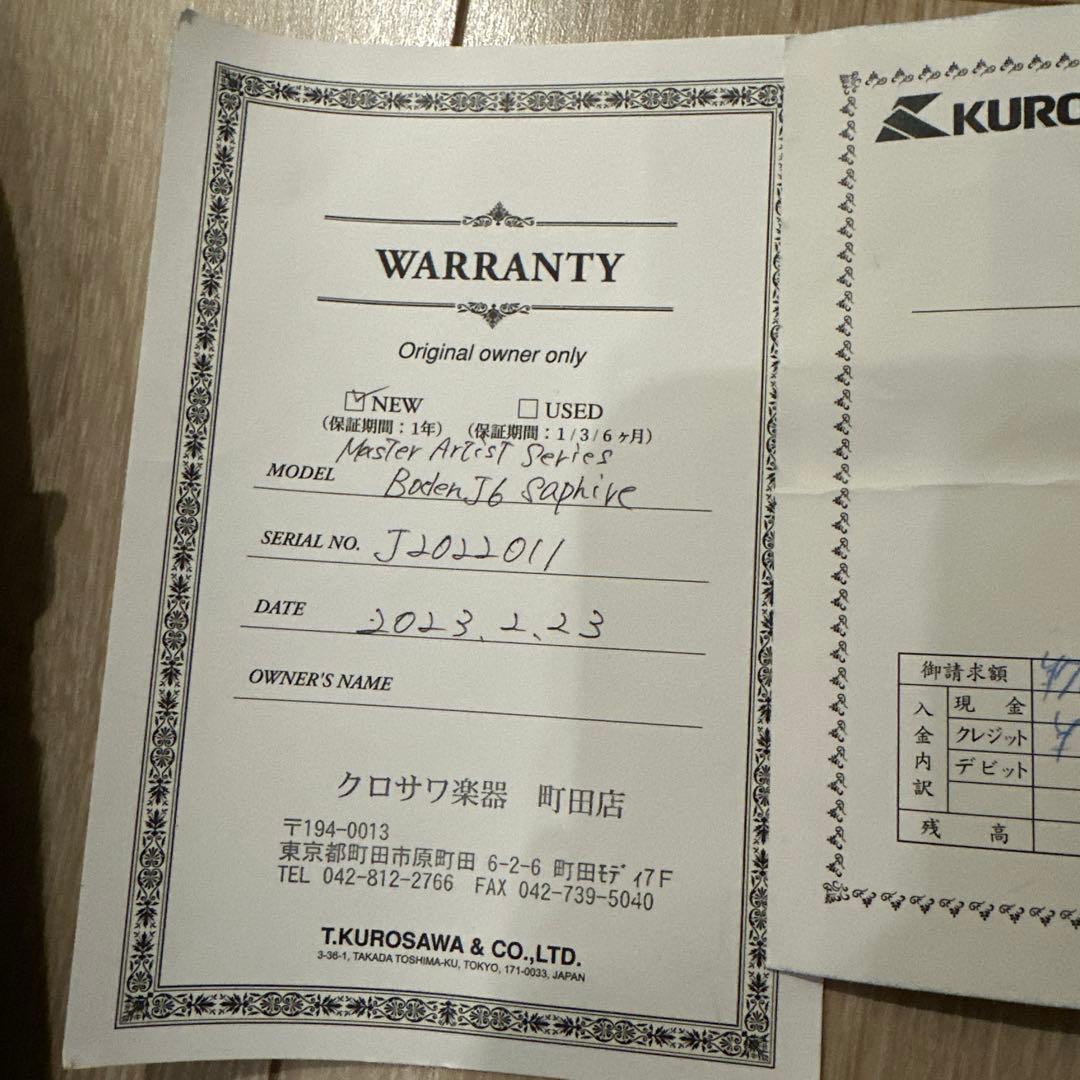 WARRANTY
Original owner only
☑ NEW □ USED
(保証期間：1年) (保証期間：1/3/6ヶ月)
Master Artist Series
MODEL Boden J6 Saphire
SERIAL NO. J2022011
DATE 2023.2.23
OWNER'S NAME
クロサワ楽器 町田店
〒194-0013
東京都町田市原町田 6-2-6 町田ﾓﾃﾞｨ7F
TEL 042-812-2766 FAX 042-739-5040
T.KUROSAWA & CO.,LTD.
3-36-1, TAKADA TOSHIMA-KU, TOKYO, 171-0033, JAPAN
KURO
御請求額
入金内訳
現金
クレジット
デビット
残高